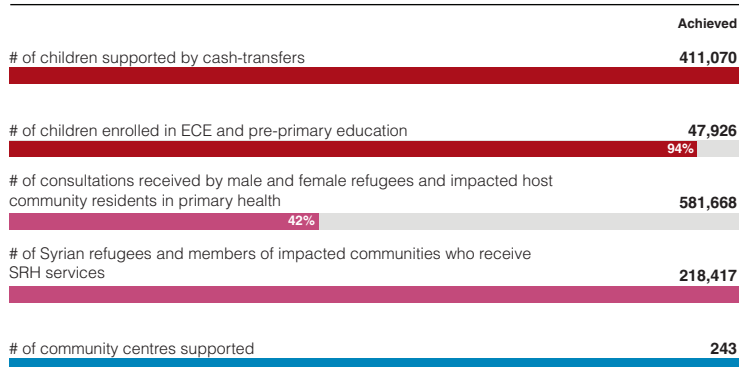 Achieved
# of children supported by cash-transfers 411,070
# of children enrolled in ECE and pre-primary education 47,926
94%
# of consultations received by male and female refugees and impacted host
community residents in primary health 581,668
42%
# of Syrian refugees and members of impacted communities who receive
SRH services 218,417
# of community centres supported 243